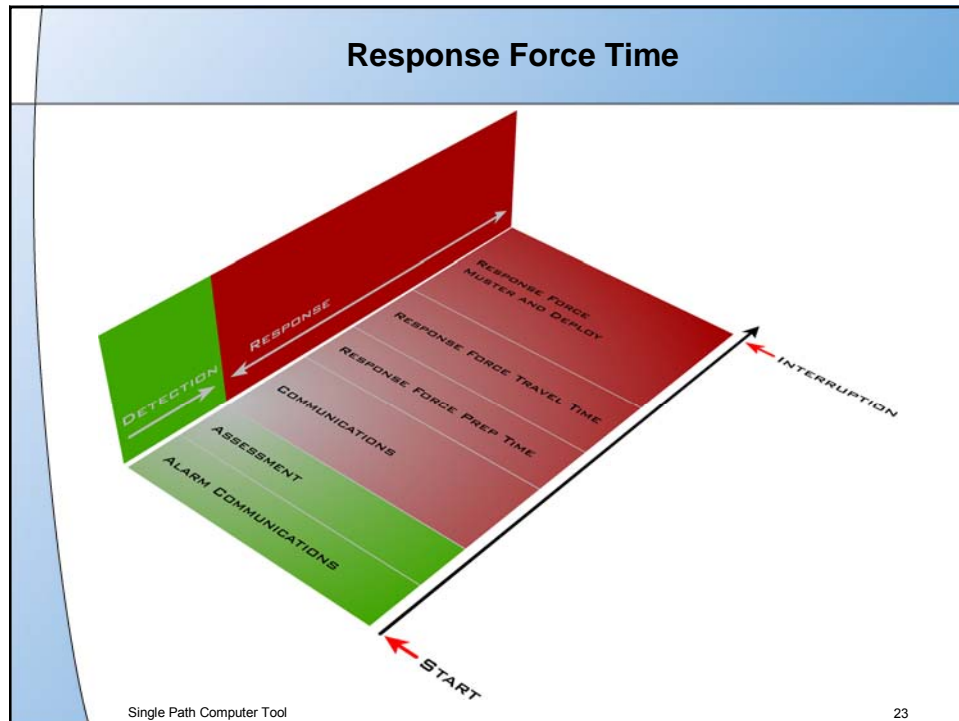 Response Force Time
DETECTION
RESPONSE
ALARM COMMUNICATIONS
ASSESSMENT
COMMUNICATIONS
RESPONSE FORCE PREP TIME
RESPONSE FORCE TRAVEL TIME
RESPONSE FORCE
MUSTER AND DEPLOY
START
INTERRUPTION
Single Path Computer Tool
23